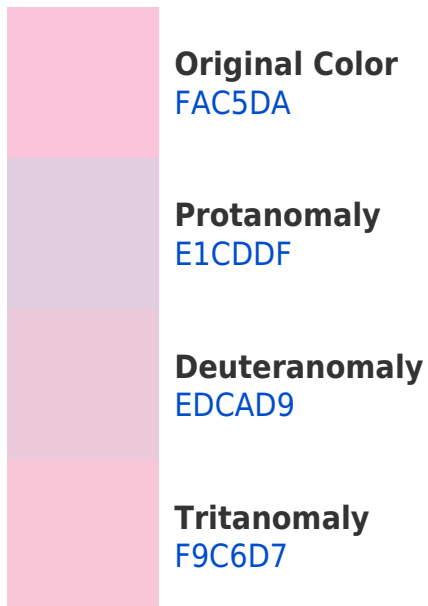 Original Color
FAC5DA
Protanomaly
E1CDDF
Deuteranomaly
EDCAD9
Tritanomaly
F9C6D7